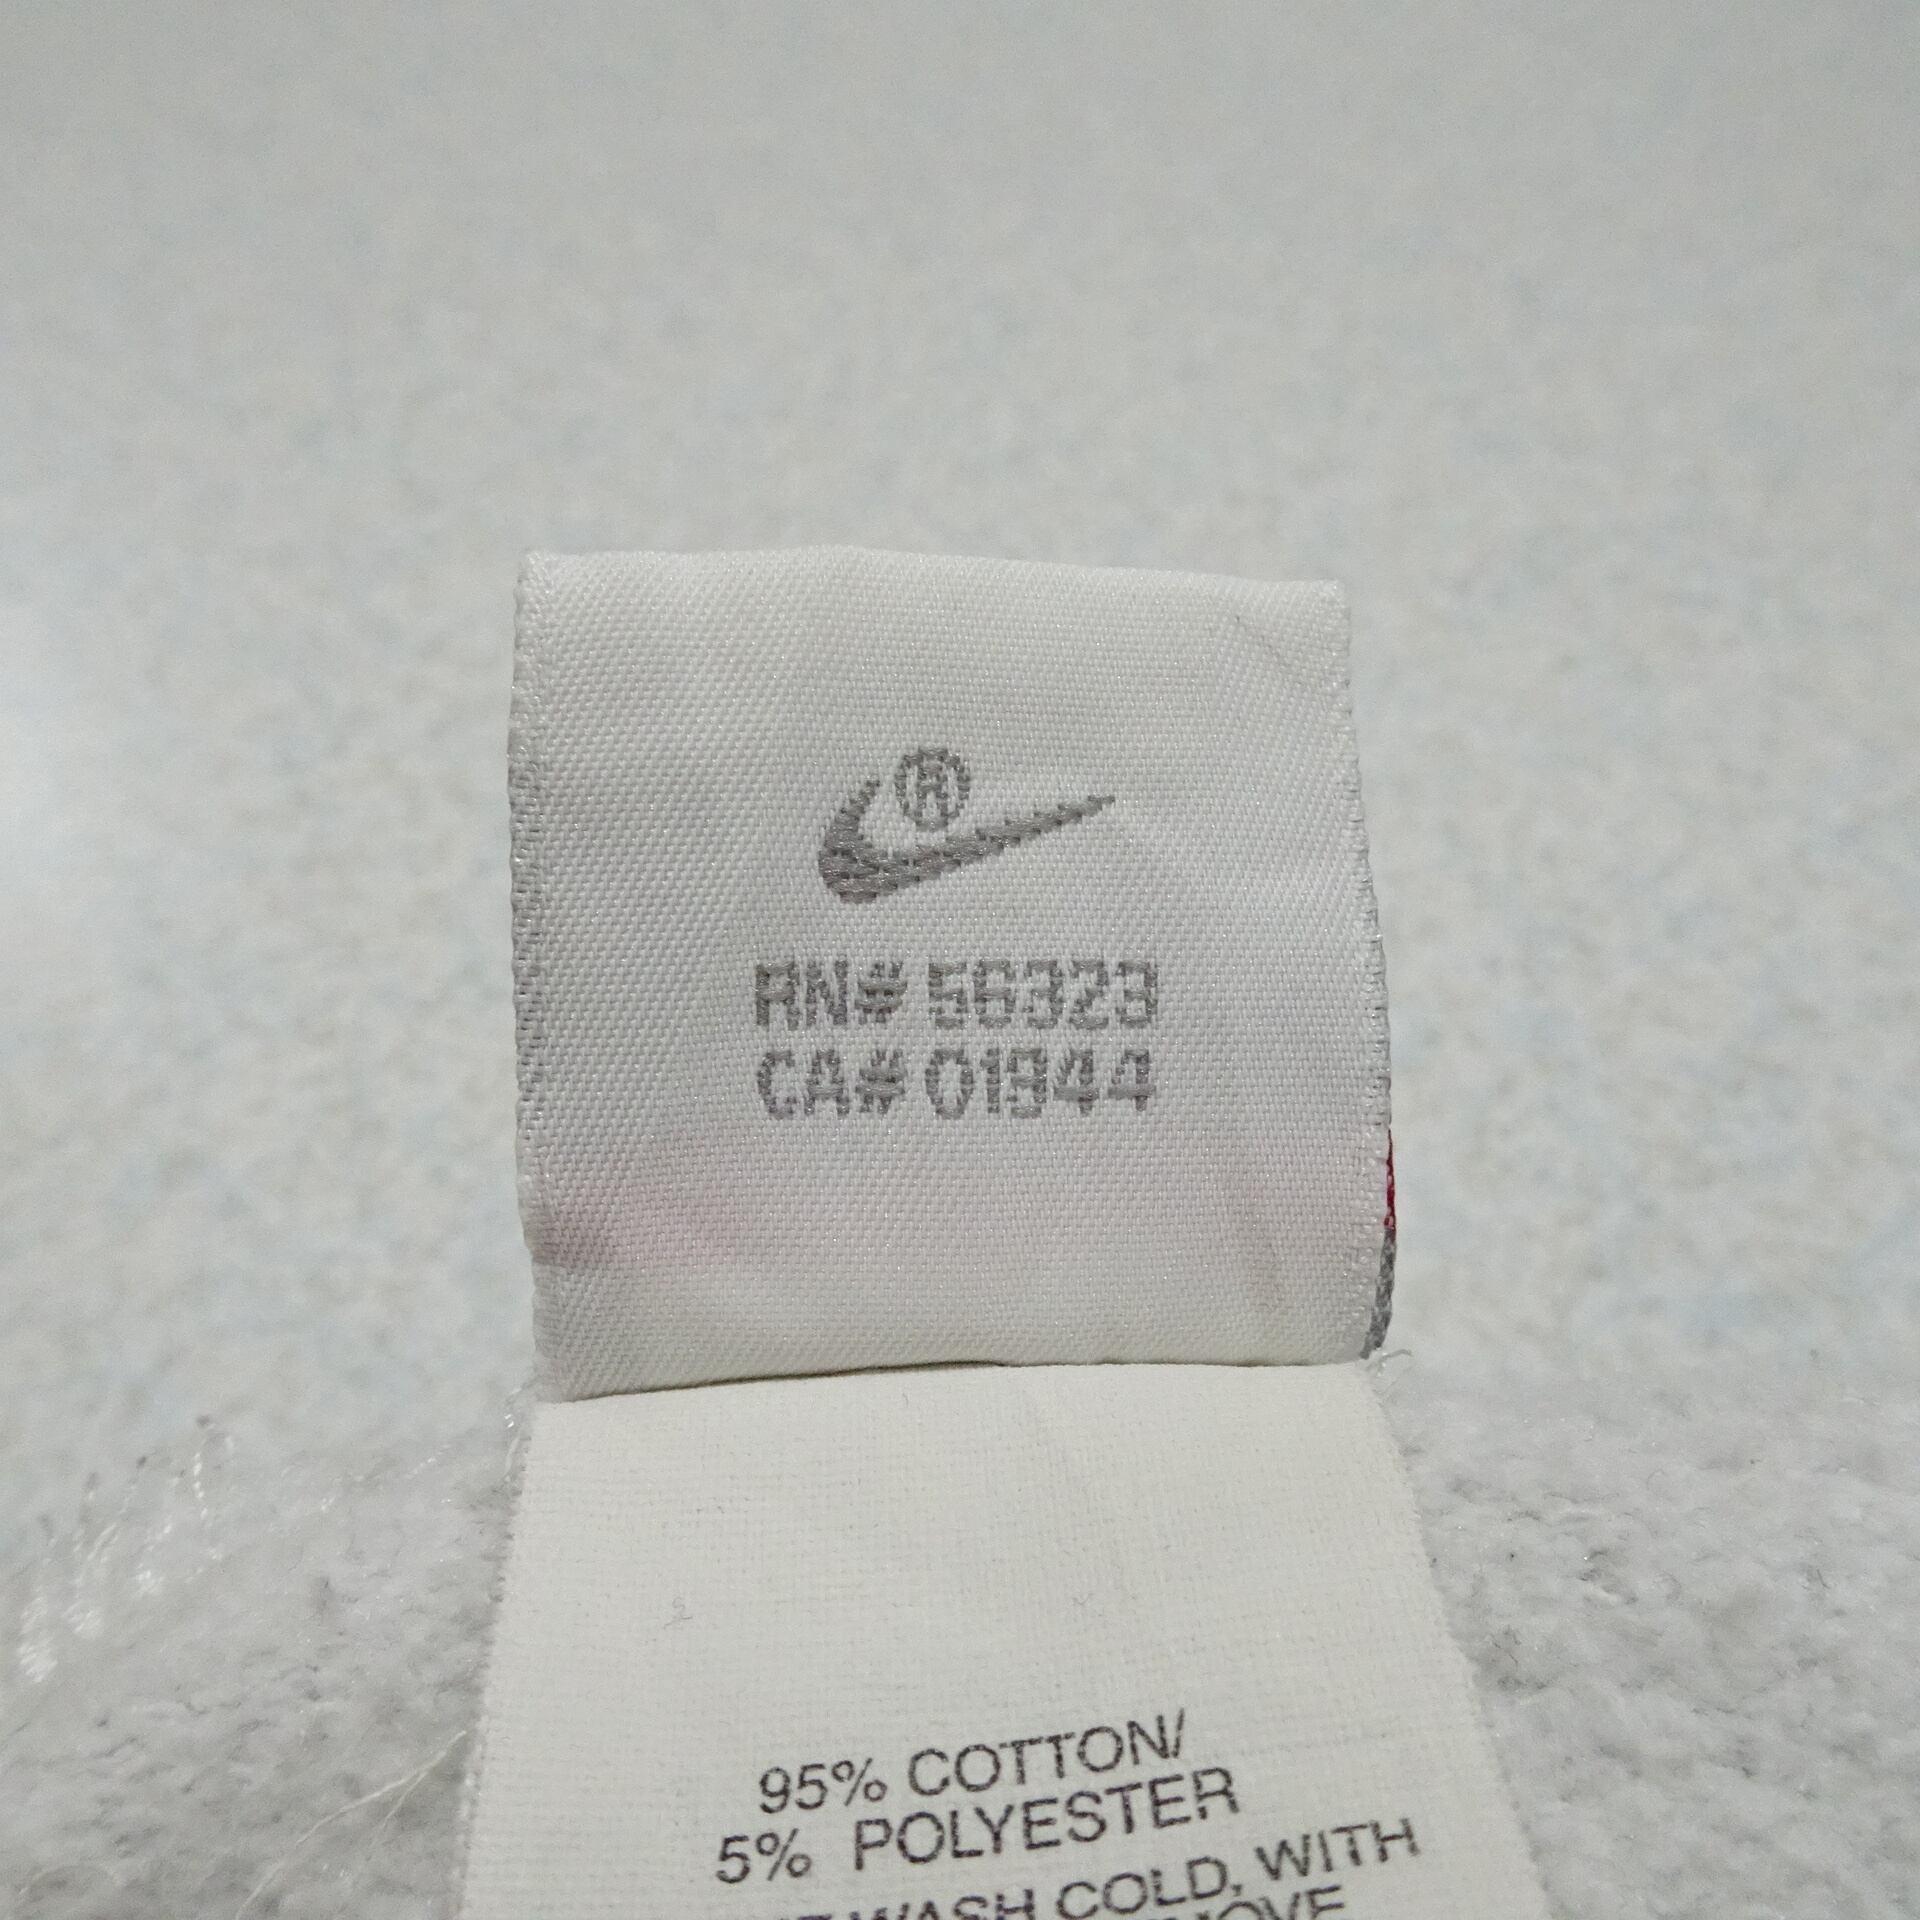 ®
RN# 56323
CA# 01944
95% COTTON/
5% POLYESTER
WASH COLD, WITH